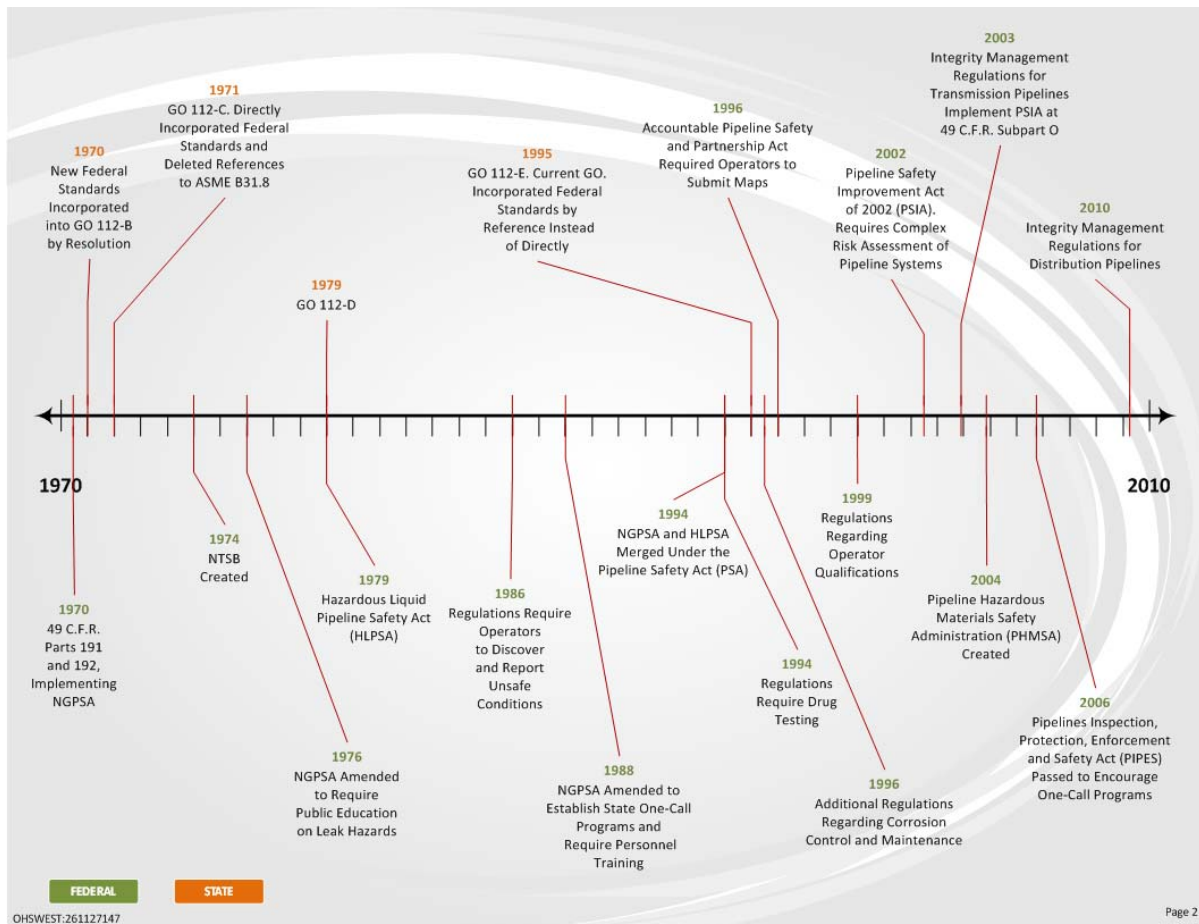 2003
Integrity Management
Regulations for
Transmission Pipelines
Implement PSIA at
49 C.F.R. Subpart O
1971
GO 112-C. Directly
Incorporated Federal
Standards and
Deleted References
to ASME B31.8
1996
Accountable Pipeline Safety
and Partnership Act
Required Operators to
Submit Maps
1970
New Federal
Standards
Incorporated
into GO 112-B
by Resolution
1995
GO 112-E. Current GO.
Incorporated Federal
Standards by
Reference Instead
of Directly
2002
Pipeline Safety
Improvement Act
of 2002 (PSIA).
Requires Complex
Risk Assessment of
Pipeline Systems
2010
Integrity Management
Regulations for
Distribution Pipelines
1979
GO 112-D
1970
2010
1970
49 C.F.R.
Parts 191
and 192,
Implementing
NGPSA
1974
NTSB
Created
1976
NGPSA Amended
to Require
Public Education
on Leak Hazards
1979
Hazardous Liquid
Pipeline Safety Act
(HLPSA)
1986
Regulations Require
Operators
to Discover
and Report
Unsafe
Conditions
1988
NGPSA Amended to
Establish State One-Call
Programs and
Require Personnel
Training
1994
NGPSA and HLPSA
Merged Under the
Pipeline Safety Act (PSA)
1994
Regulations
Require Drug
Testing
1996
Additional Regulations
Regarding Corrosion
Control and Maintenance
1999
Regulations
Regarding
Operator
Qualifications
2004
Pipeline Hazardous
Materials Safety
Administration (PHMSA)
Created
2006
Pipelines Inspection,
Protection, Enforcement
and Safety Act (PIPES)
Passed to Encourage
One-Call Programs
FEDERAL
STATE
OHSWEST:261127147
Page 2